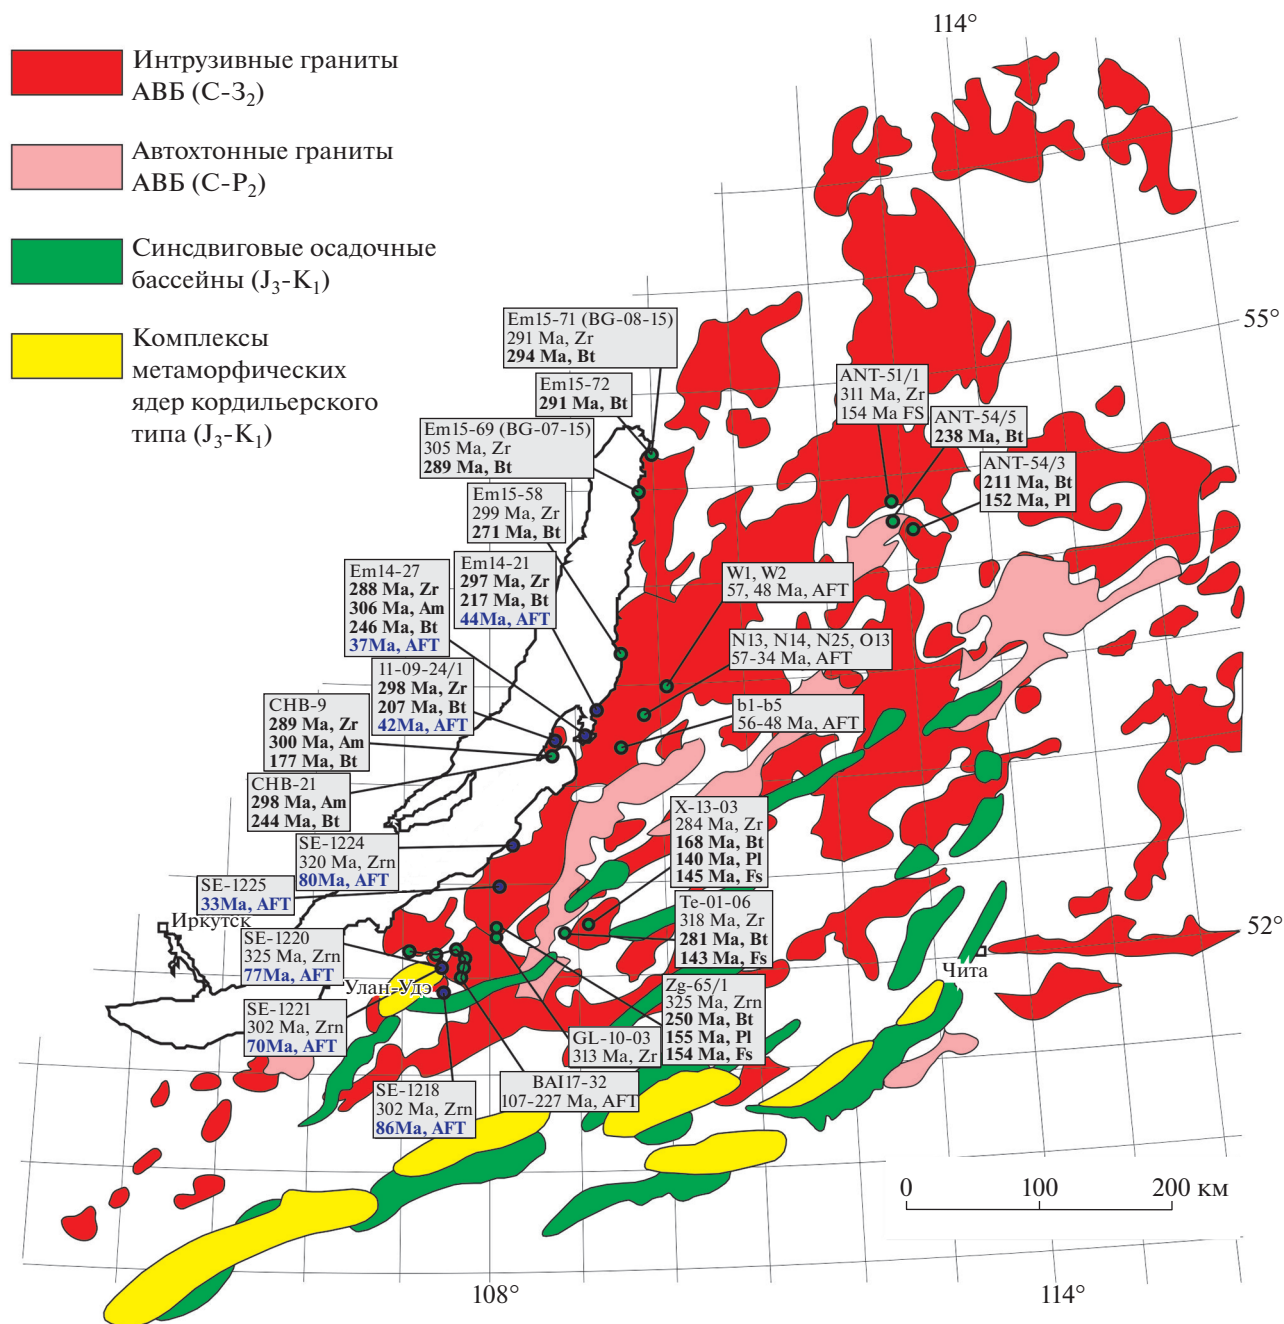 114°
Интрузивные граниты
АВБ (С-З₂)
Автохтонные граниты
АВБ (С-Р₂)
Синсдвиговые осадочные
бассейны (J₃-K₁)
Комплексы
метаморфических
ядер кордильерского
типа (J₃-K₁)
55°
Em15-71 (BG-08-15)
291 Ma, Zr
294 Ma, Bt
Em15-72
291 Ma, Bt
Em15-69 (BG-07-15)
305 Ma, Zr
289 Ma, Bt
Em15-58
299 Ma, Zr
271 Ma, Bt
ANT-51/1
311 Ma, Zr
154 Ma FS
ANT-54/5
238 Ma, Bt
ANT-54/3
211 Ma, Bt
152 Ma, Pl
Em14-27
288 Ma, Zr
306 Ma, Am
246 Ma, Bt
37Ma, AFT
Em14-21
297 Ma, Zr
217 Ma, Bt
44Ma, AFT
W1, W2
57, 48 Ma, AFT
N13, N14, N25, O13
57-34 Ma, AFT
b1-b5
56-48 Ma, AFT
11-09-24/1
298 Ma, Zr
207 Ma, Bt
42Ma, AFT
CHB-9
289 Ma, Zr
300 Ma, Am
177 Ma, Bt
CHB-21
298 Ma, Am
244 Ma, Bt
X-13-03
284 Ma, Zr
168 Ma, Bt
140 Ma, Pl
145 Ma, Fs
SE-1224
320 Ma, Zrn
80Ma, AFT
SE-1225
33Ma, AFT
Te-01-06
318 Ma, Zr
281 Ma, Bt
143 Ma, Fs
Иркутск
52°
SE-1220
325 Ma, Zrn
77Ma, AFT
Чита
Улан-Удэ
Zg-65/1
325 Ma, Zrn
250 Ma, Bt
155 Ma, Pl
154 Ma, Fs
SE-1221
302 Ma, Zrn
70Ma, AFT
GL-10-03
313 Ma, Zr
BAI17-32
107-227 Ma, AFT
SE-1218
302 Ma, Zrn
86Ma, AFT
0 100 200 км
108°
114°